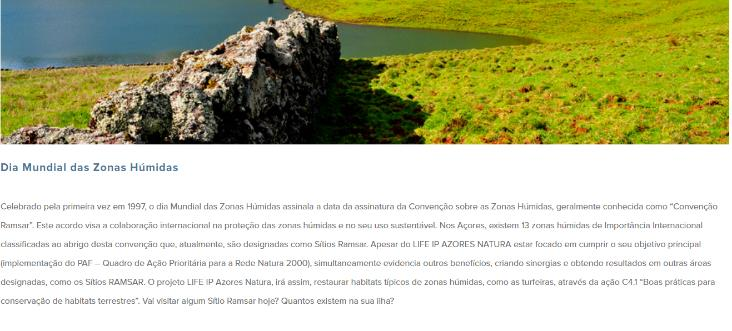 Dia Mundial das Zonas Húmidas
Celebrado pela primeira vez em 1997, o dia Mundial das Zonas Húmidas assinala a data da assinatura da Convenção sobre as Zonas Húmidas, geralmente conhecida como “Convenção
Ramsar”. Este acordo visa a colaboração internacional na proteção das zonas húmidas e no seu uso sustentável. Nos Açores, existem 13 zonas húmidas de Importância Internacional
classificadas ao abrigo desta convenção que, atualmente, são designadas como Sítios Ramsar. Apesar do LIFE IP AZORES NATURA estar focado em cumprir o seu objetivo principal
(implementação do PAF – Quadro de Ação Prioritária para a Rede Natura 2000), simultaneamente evidencia outros benefícios, criando sinergias e obtendo resultados em outras áreas
designadas, como os Sítios RAMSAR. O projeto LIFE IP Azores Natura, irá assim, restaurar habitats típicos de zonas húmidas, como as turfeiras, através da ação C4.1 “Boas práticas para
conservação de habitats terrestres”. Vai visitar algum Sítio Ramsar hoje? Quantos existem na sua ilha?